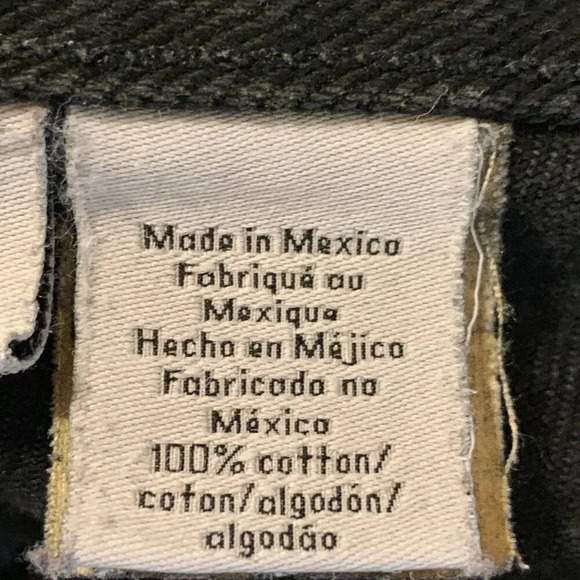 Made in Mexico
Fabriqué au
Mexique
Hecho en Méjico
Fabricado no
México
100% cotton/
coton/algodón/
algodão